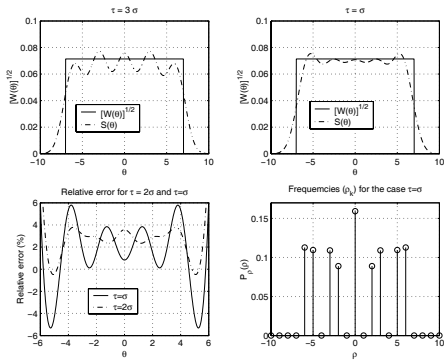 τ = 3 σ
[W(θ)]^1/2
0.1
0.08
0.06
0.04
0.02
0
[W(θ)]^1/2
S(θ)
−10 −5 0 5 10
θ
τ = σ
[W(θ)]^1/2
0.1
0.08
0.06
0.04
0.02
0
[W(θ)]^1/2
S(θ)
−10 −5 0 5 10
θ
Relative error for τ = 2σ and τ=σ
Relative error (%)
6
4
2
0
−2
−4
−6
τ=σ
τ=2σ
−6 −4 −2 0 2 4 6
θ
Frequencies (ρk) for the case τ=σ
Pρ(ρ)
0.15
0.1
0.05
0
−10 −5 0 5 10
ρ